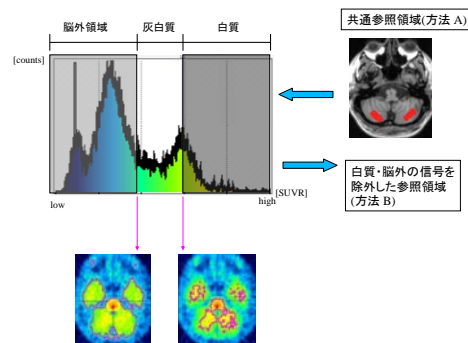 脳外領域
灰白質
白質
共通参照領域(方法 A)
[counts]
白質・脳外の信号を
除外した参照領域
(方法 B)
low
high
[SUVR]